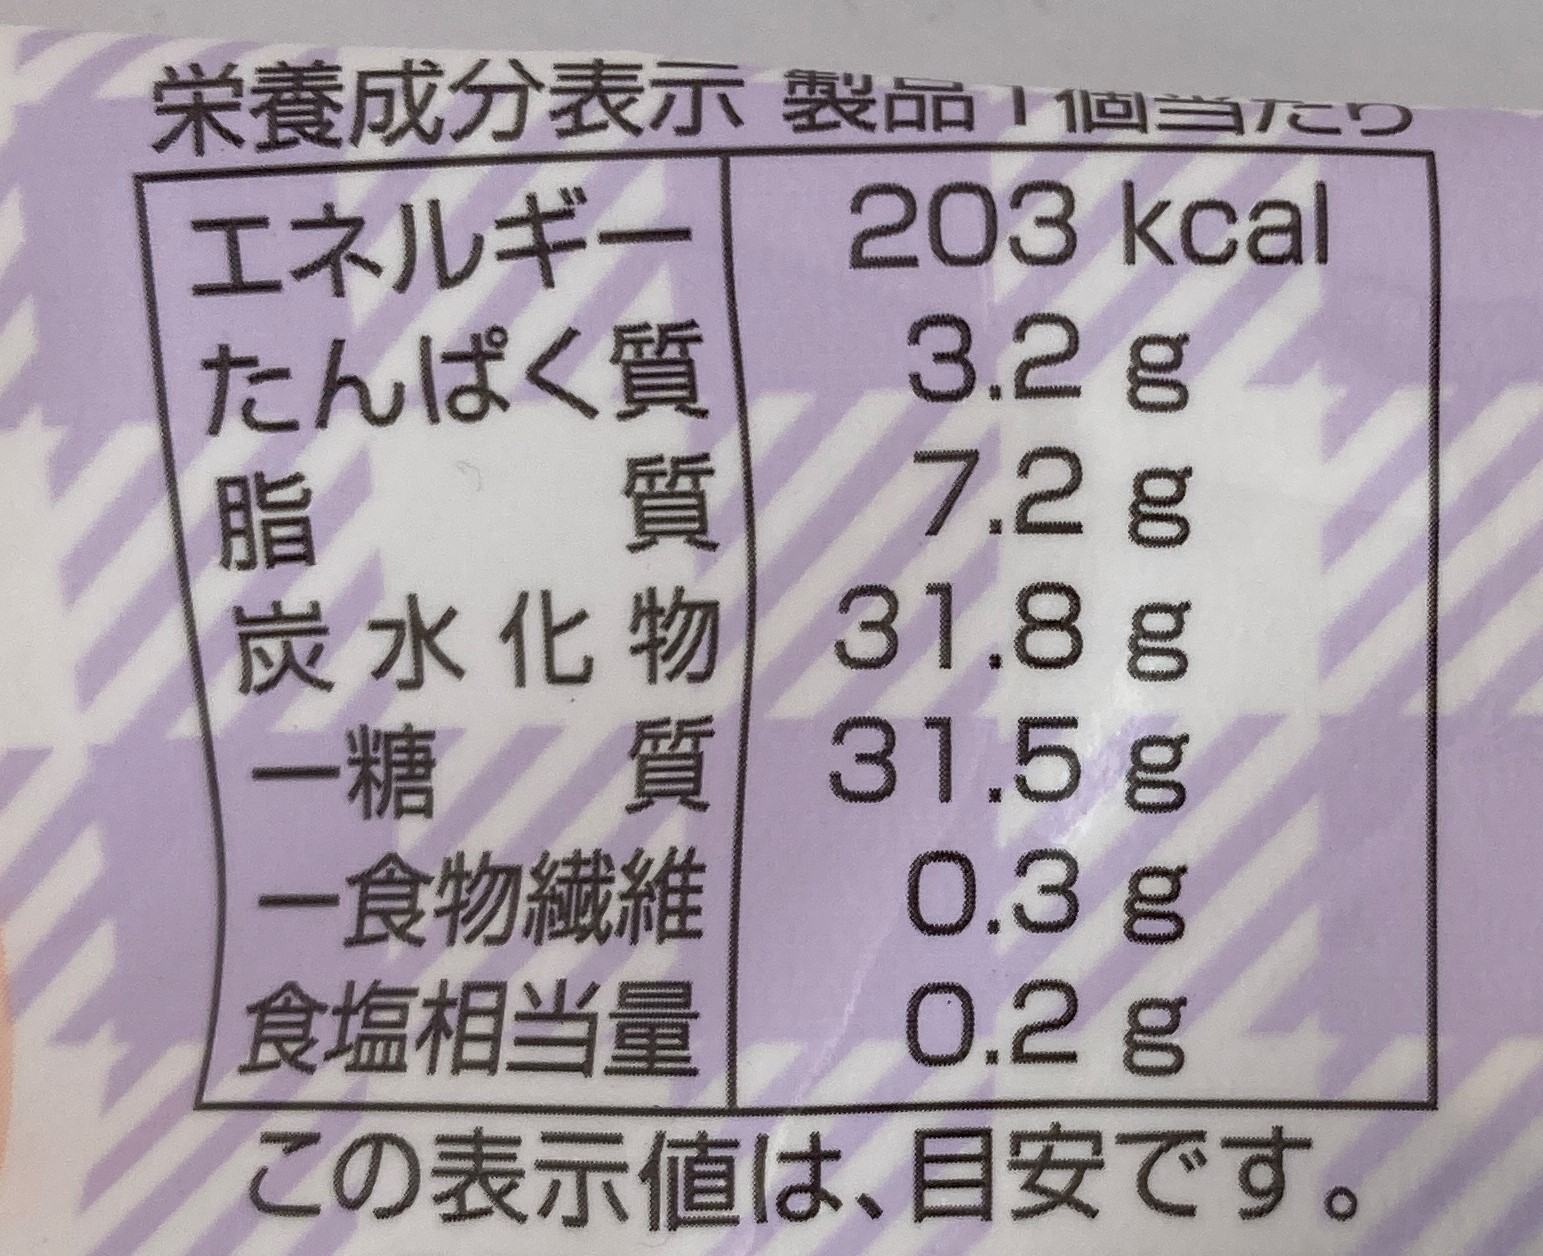 栄養成分表示 製品1個当たり
エネルギー 203 kcal
たんぱく質 3.2 g
脂質 7.2 g
炭水化物 31.8 g
ー糖質 31.5 g
ー食物繊維 0.3 g
食塩相当量 0.2 g
この表示値は、目安です。